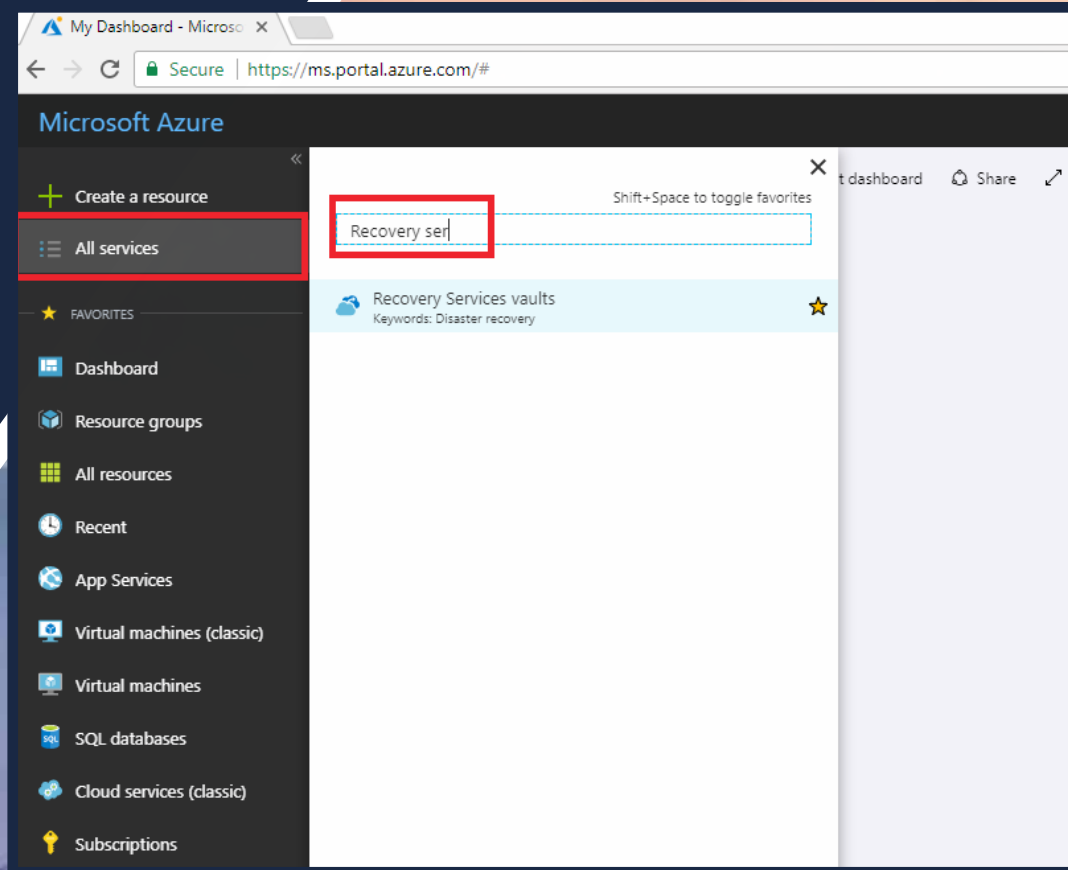 My Dashboard - Microso
Secure
https://ms.portal.azure.com/#
Microsoft Azure
Create a resource
All services
FAVORITES
Dashboard
Resource groups
All resources
Recent
App Services
Virtual machines (classic)
Virtual machines
SQL
SQL databases
Cloud services (classic)
Subscriptions
Shift+Space to toggle favorites
Recovery ser
Recovery Services vaults
Keywords: Disaster recovery
t dashboard
Share